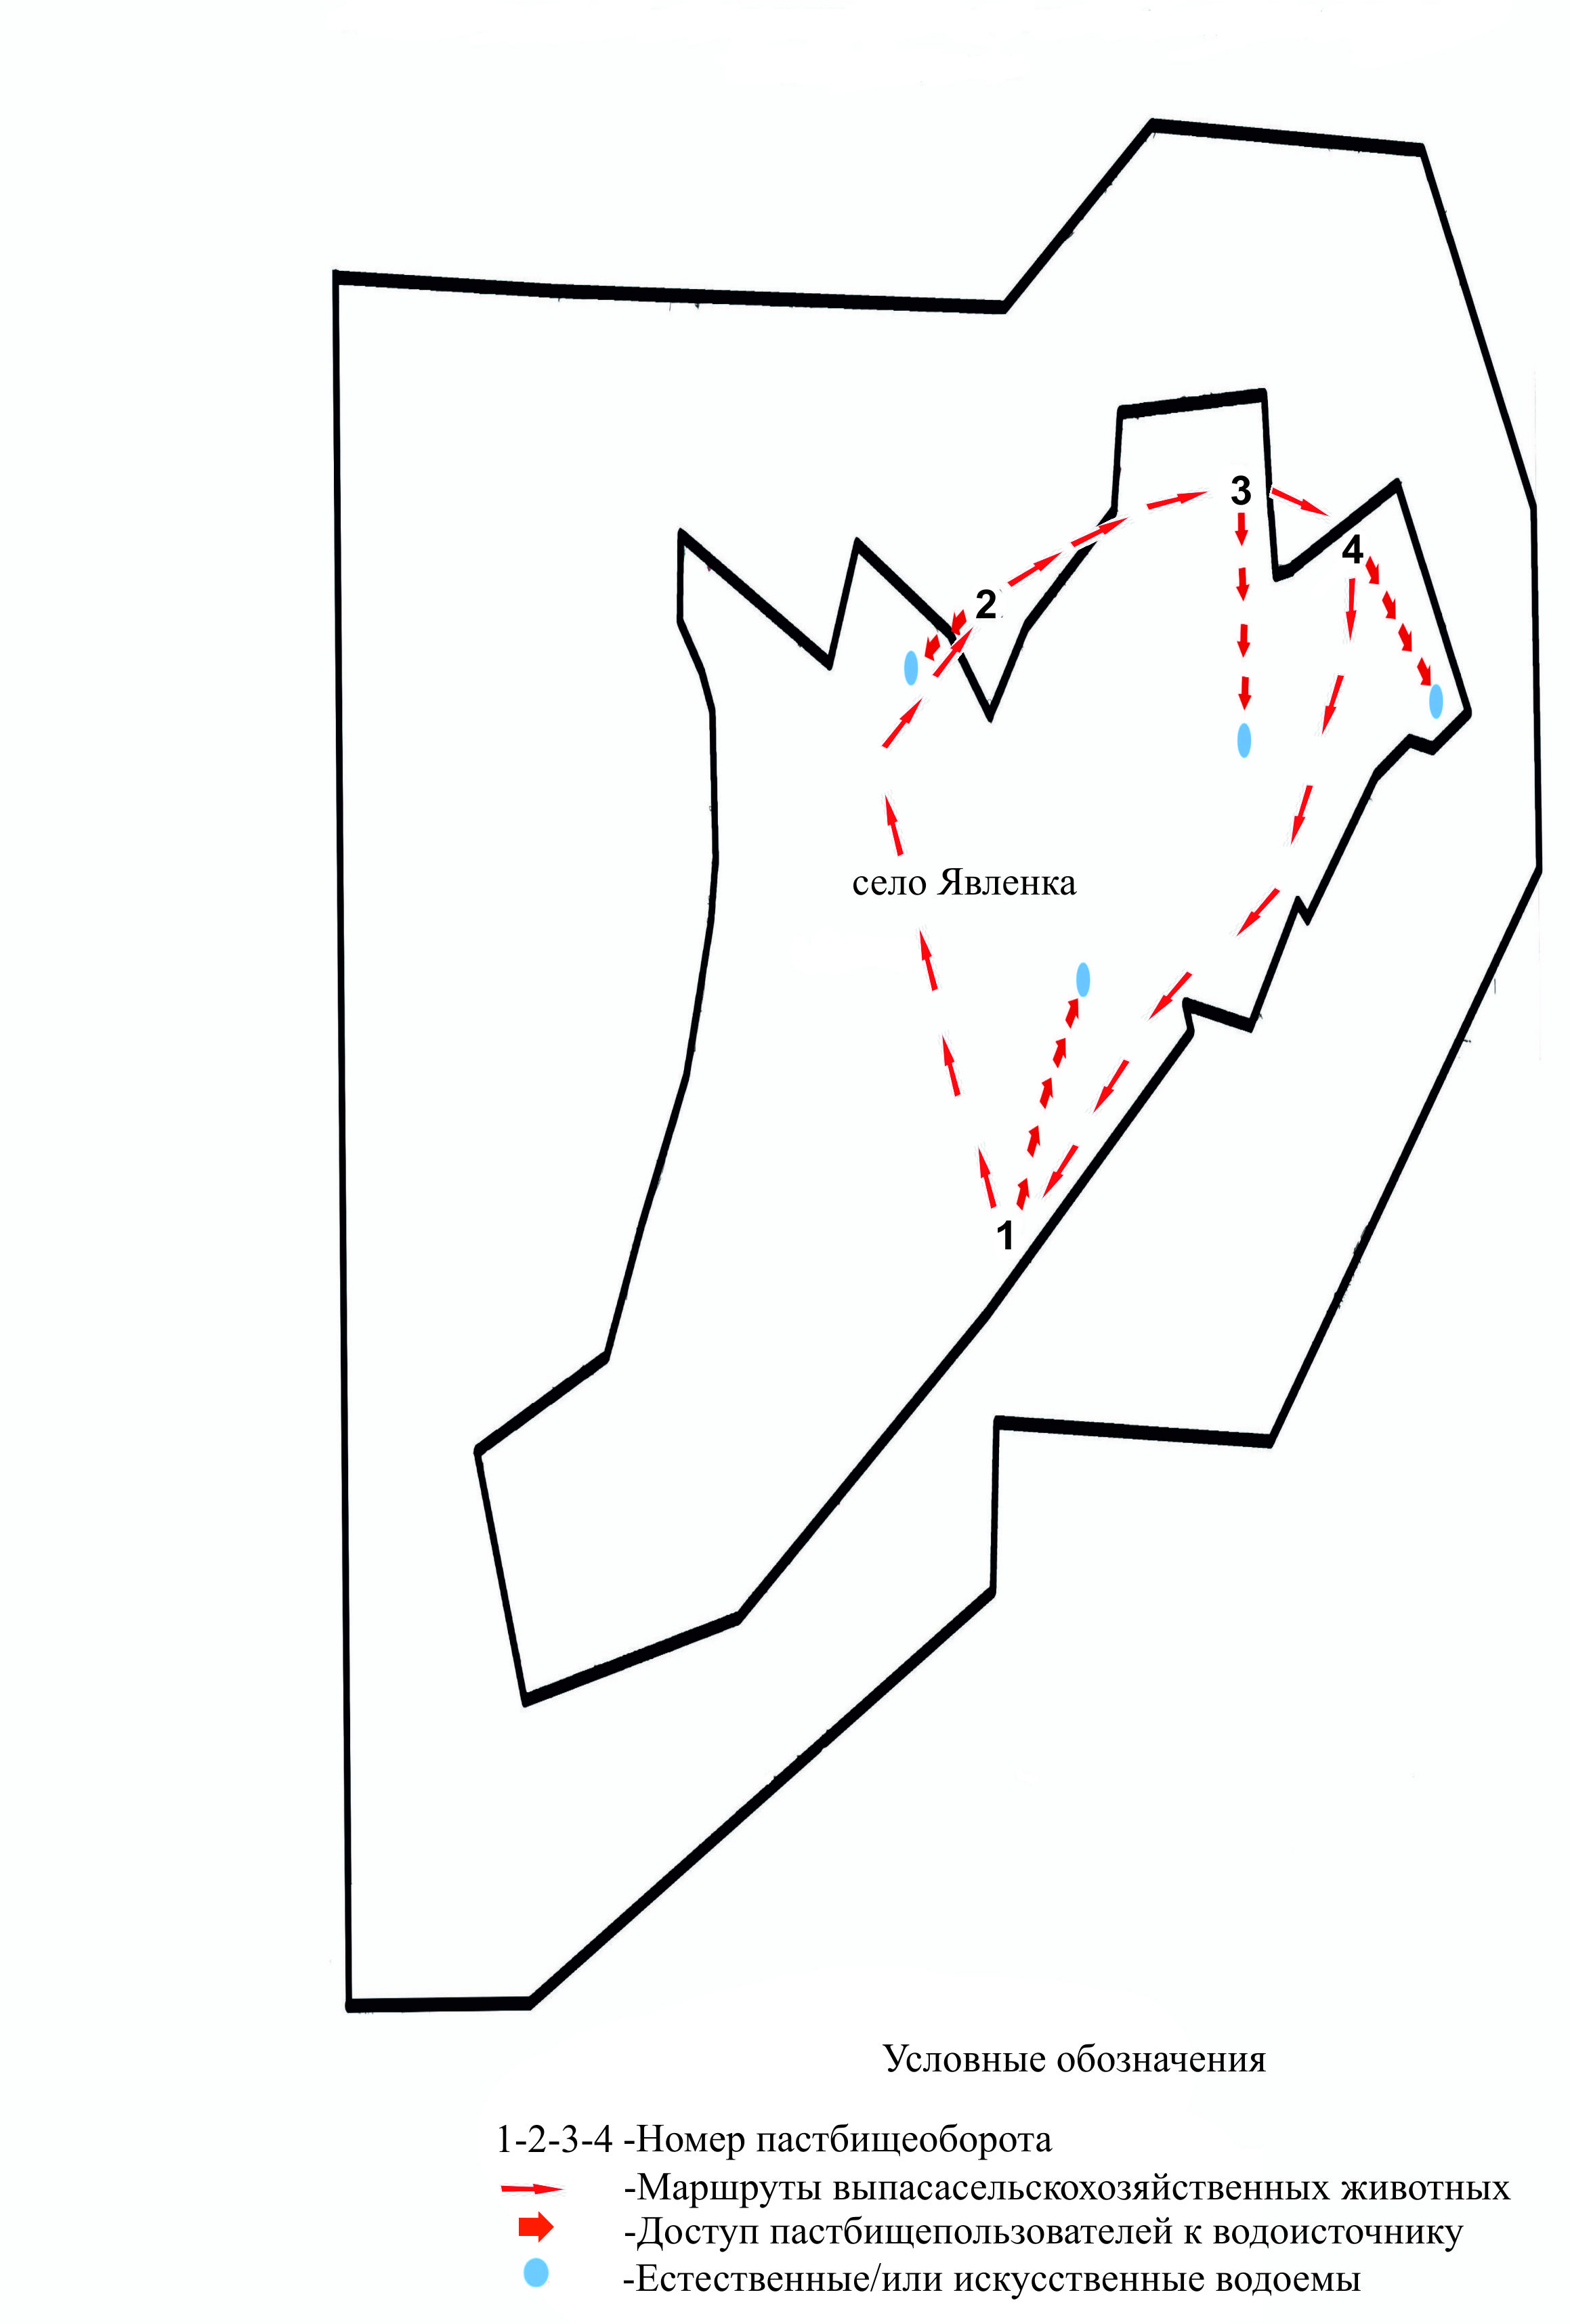 3
4
2
село Явленка
1
Условные обозначения
1-2-3-4 -Номер пастбищеоборота
-Маршруты выпасасельскохозяйственных животных
-Доступ пастбищепользователей к водоисточнику
-Естественные/или искусственные водоемы